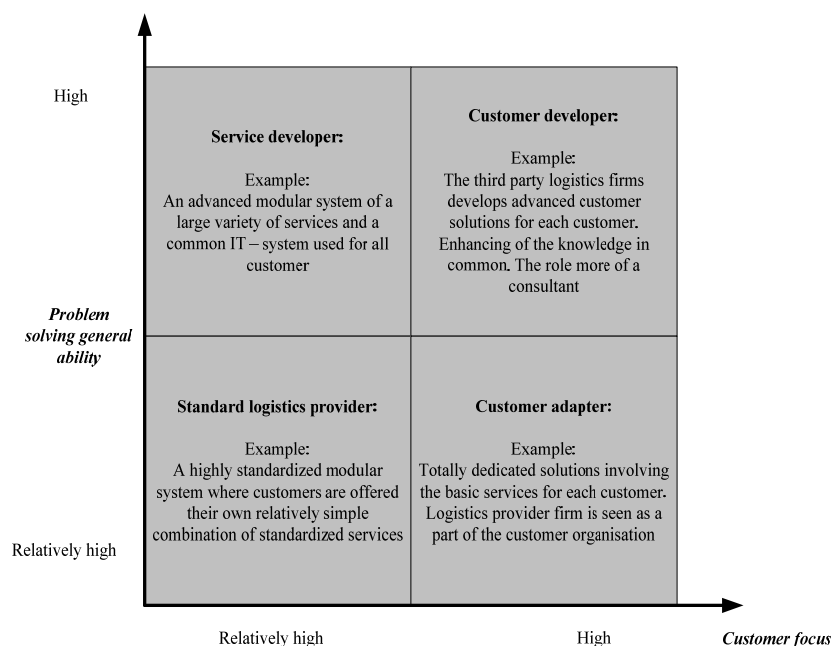 High
Service developer:
Example:
An advanced modular system of a
large variety of services and a
common IT – system used for all
customer
Customer developer:
Example:
The third party logistics firms
develops advanced customer
solutions for each customer.
Enhancing of the knowledge in
common. The role more of a
consultant
Problem
solving general
ability
Standard logistics provider:
Example:
A highly standardized modular
system where customers are offered
their own relatively simple
combination of standardized services
Customer adapter:
Example:
Totally dedicated solutions involving
the basic services for each customer.
Logistics provider firm is seen as a
part of the customer organisation
Relatively high
Relatively high
High
Customer focus